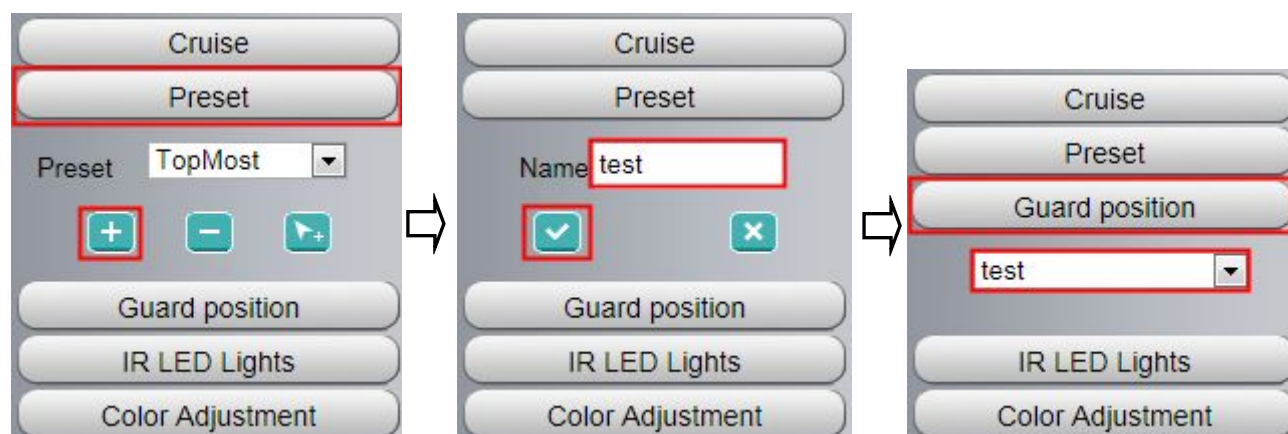 Cruise
Preset
Preset TopMost
Guard position
IR LED Lights
Color Adjustment
Cruise
Preset
Name test
Guard position
IR LED Lights
Color Adjustment
Cruise
Preset
Guard position
test
IR LED Lights
Color Adjustment